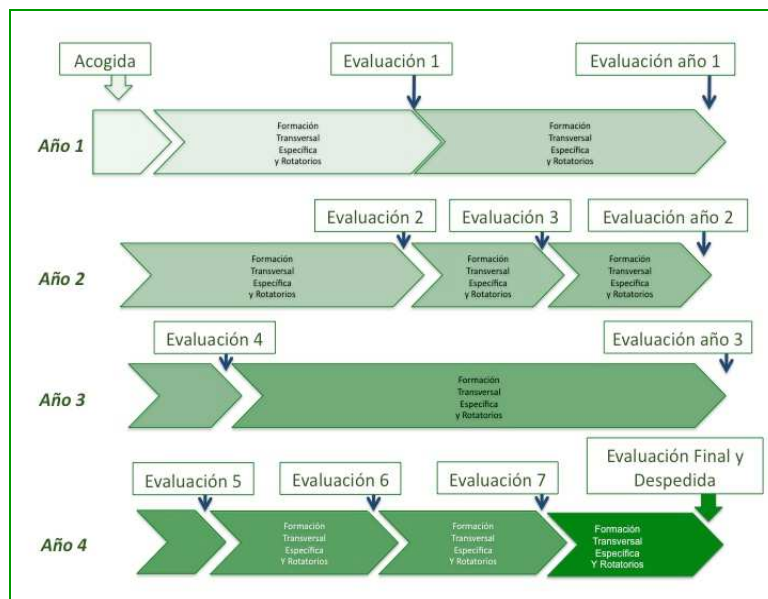 Acogida
Evaluación 1
Evaluación año 1
Año 1
Formación
Transversal
Específica
y Rotatorios
Formación
Transversal
Específica
y Rotatorios
Evaluación 2
Evaluación 3
Evaluación año 2
Año 2
Formación
Transversal
Específica
y Rotatorios
Formación
Transversal
Específica
y Rotatorios
Formación
Transversal
Específica
y Rotatorios
Evaluación 4
Evaluación año 3
Año 3
Formación
Transversal
Específica
y Rotatorios
Evaluación 5
Evaluación 6
Evaluación 7
Evaluación Final y
Despedida
Año 4
Formación
Transversal
Específica
Y Rotatorios
Formación
Transversal
Específica
Y Rotatorios
Formación
Transversal
Específica
Y Rotatorios